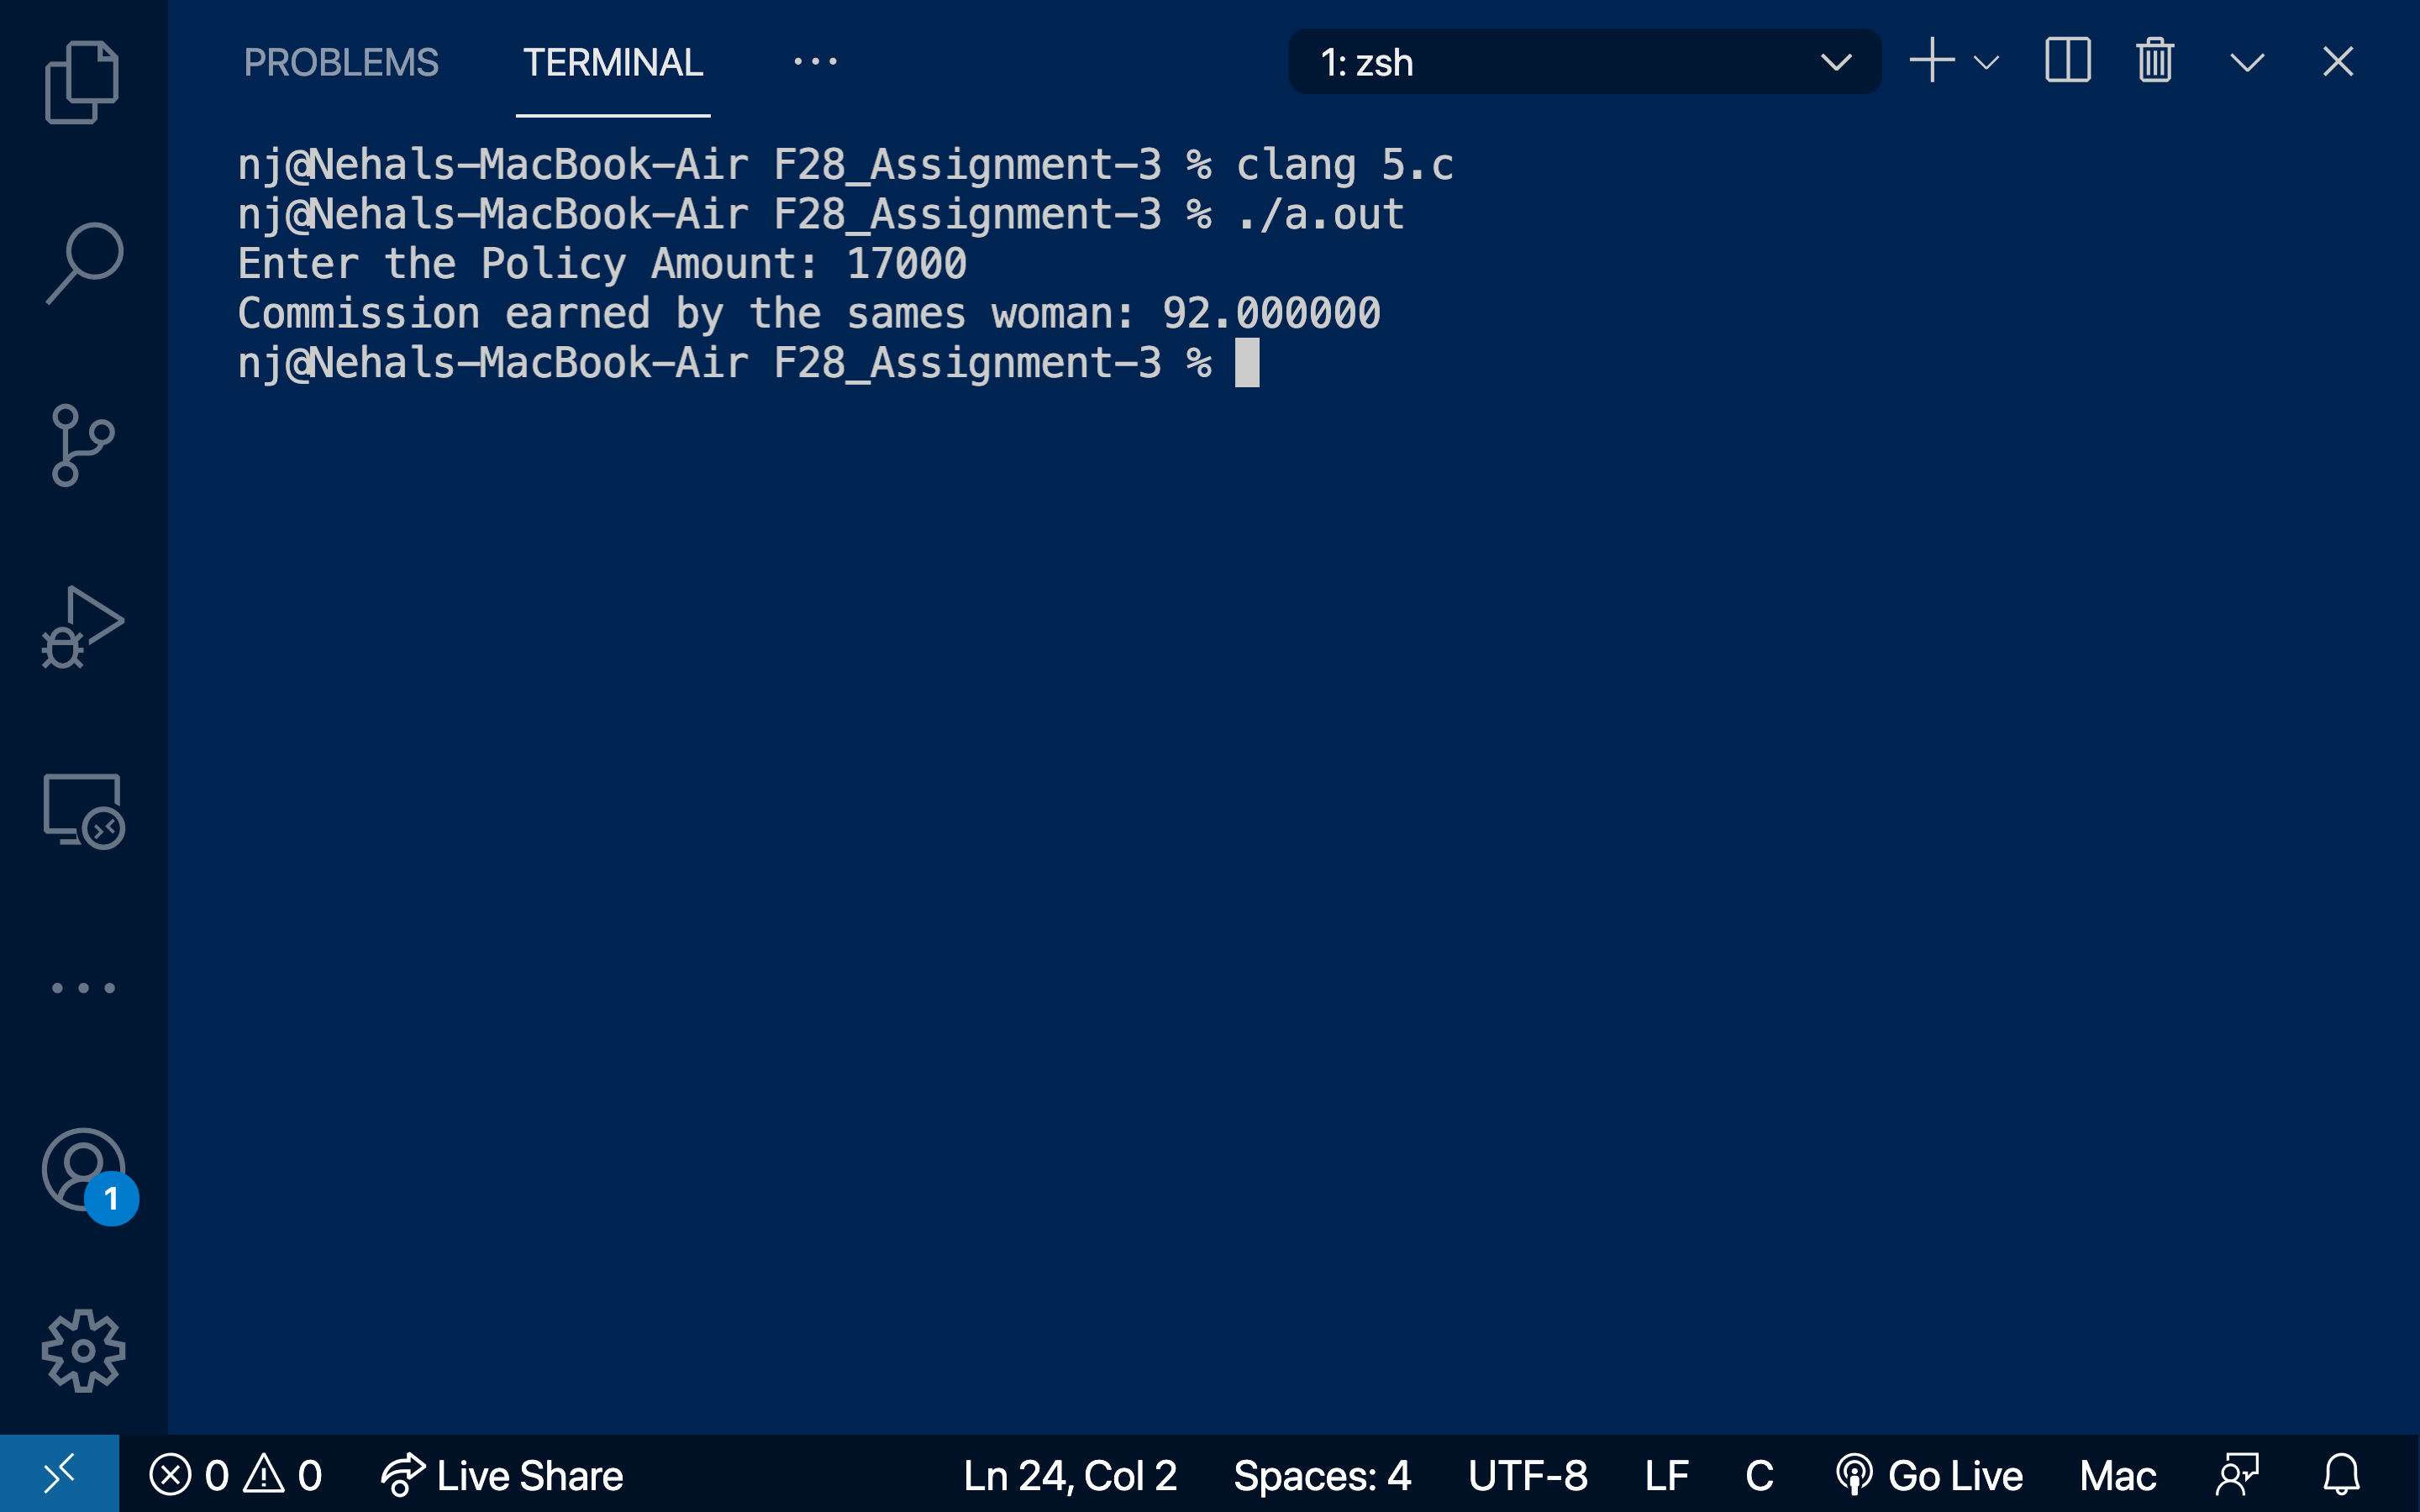 PROBLEMS TERMINAL ··· 1: zsh
nj@Nehals-MacBook-Air F28_Assignment-3 % clang 5.c
nj@Nehals-MacBook-Air F28_Assignment-3 % ./a.out
Enter the Policy Amount: 17000
Commission earned by the sames woman: 92.000000
nj@Nehals-MacBook-Air F28_Assignment-3 %
1
0 0 Live Share Ln 24, Col 2 Spaces: 4 UTF-8 LF C Go Live Mac